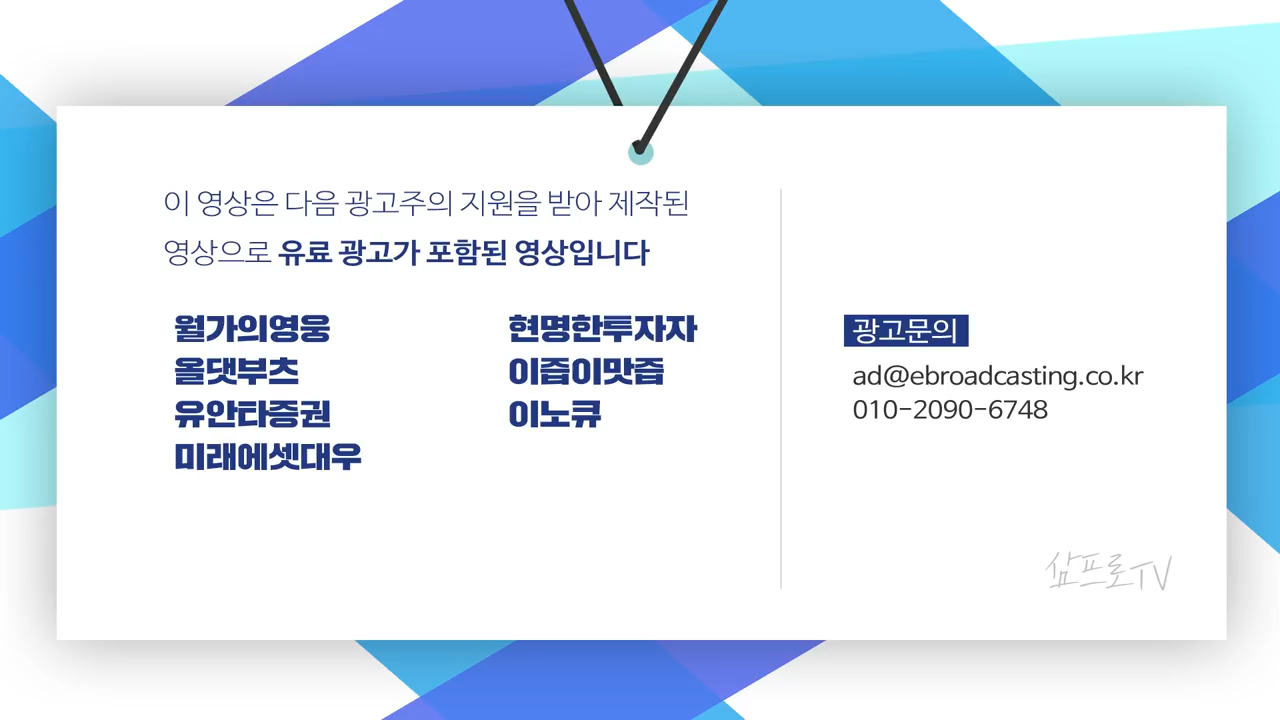 이 영상은 다음 광고주의 지원을 받아 제작된
영상으로 유료 광고가 포함된 영상입니다
월가의영웅
올댓부츠
유안타증권
미래에셋대우
현명한투자자
이즙이맛즙
이노큐
광고문의
ad@ebroadcasting.co.kr
010-2090-6748
삼프로TV